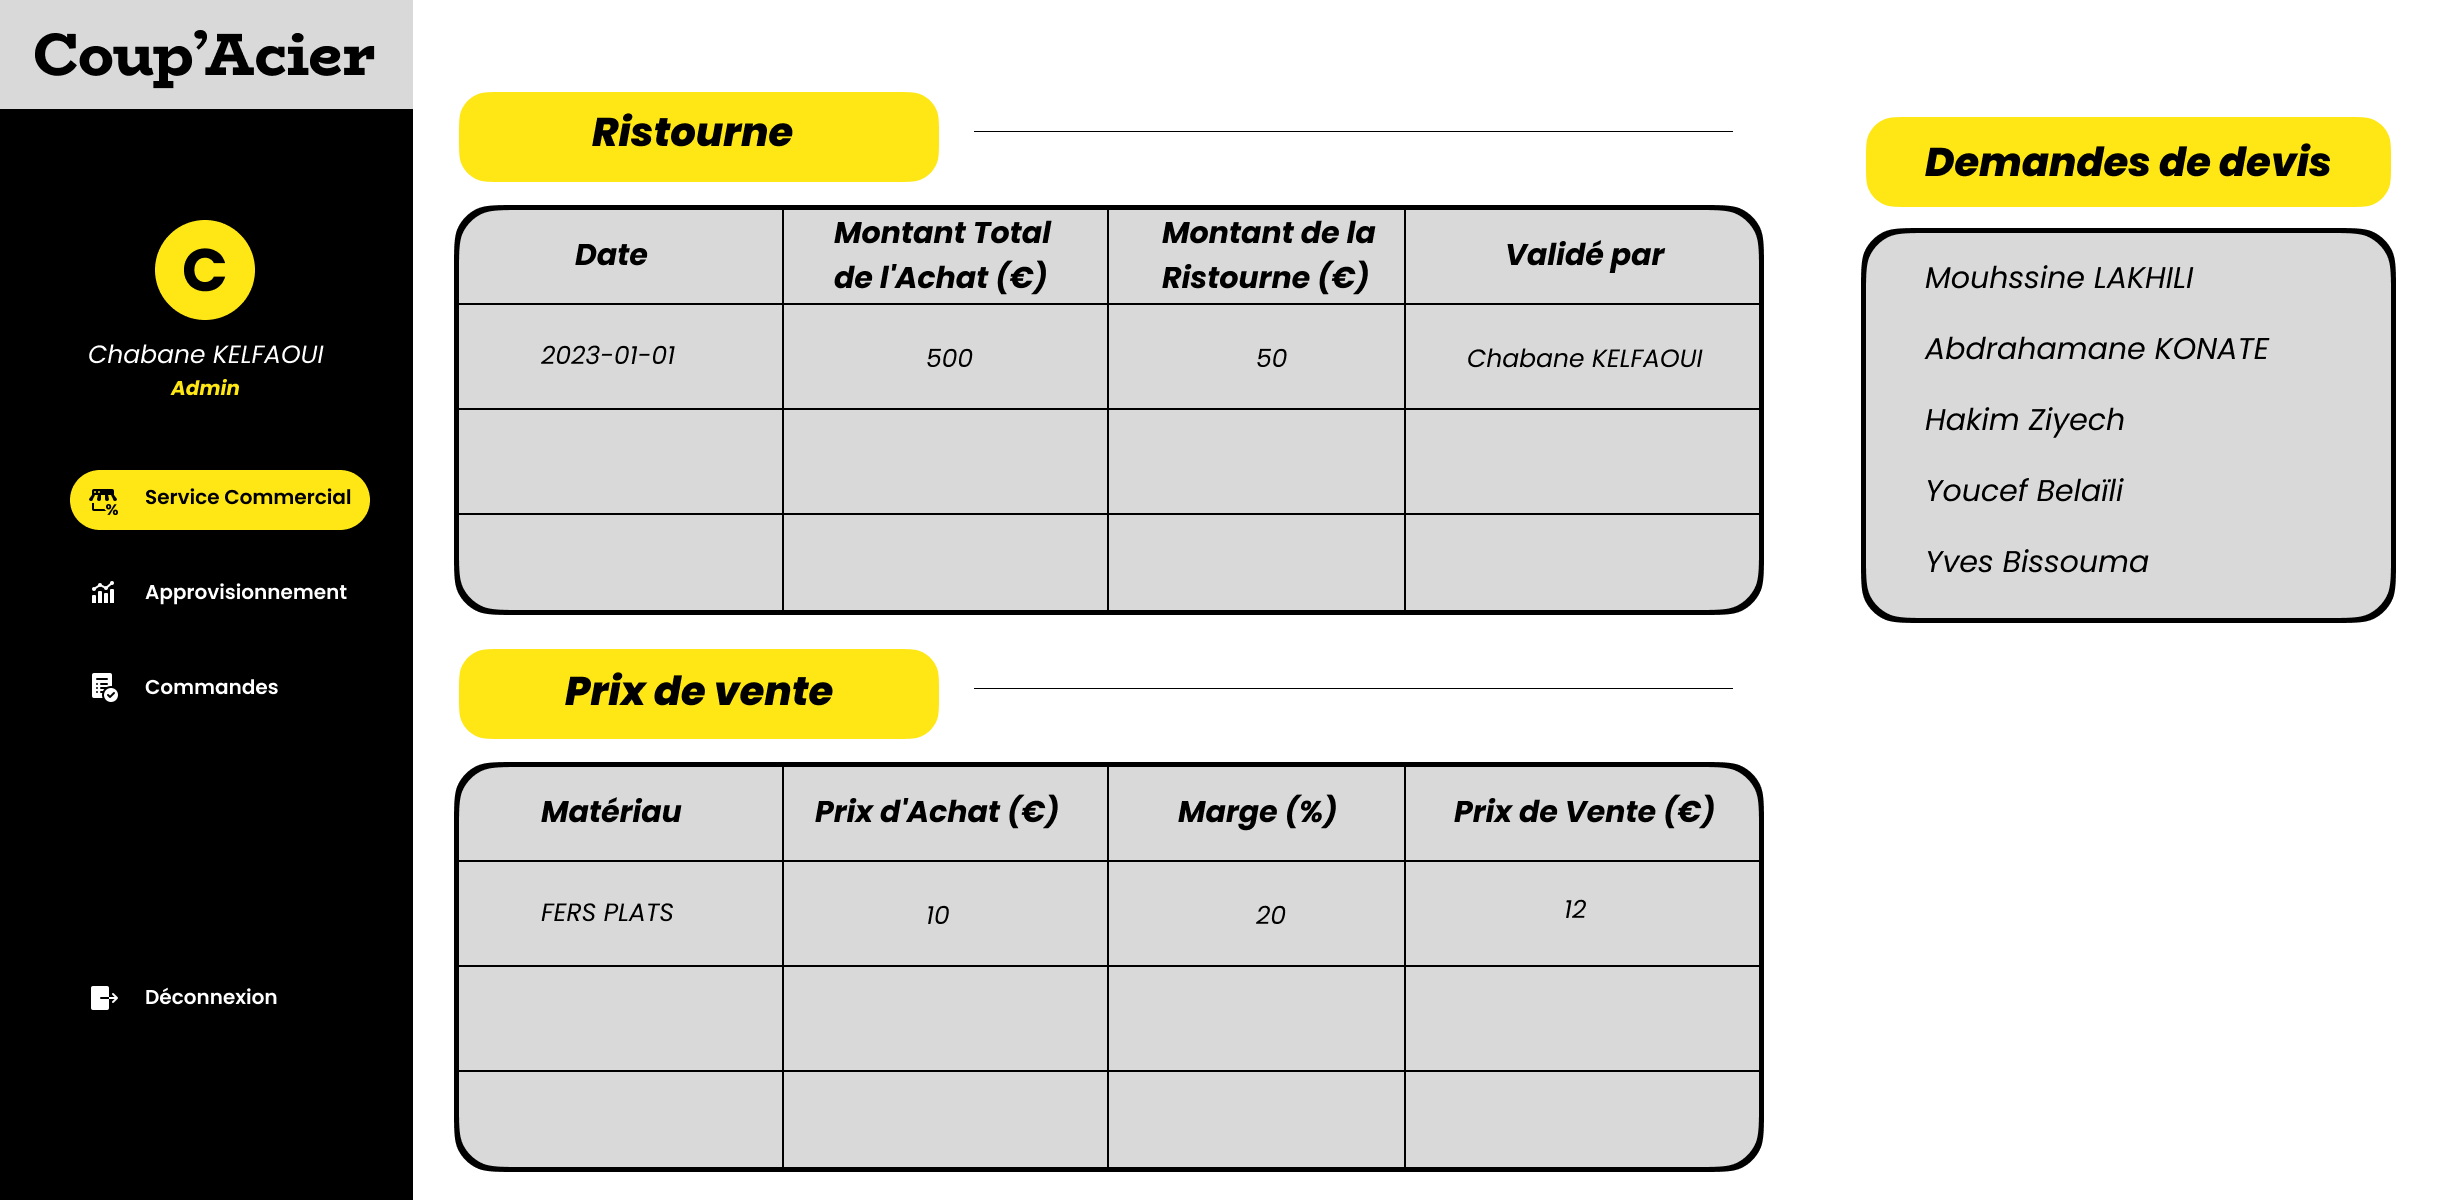 Coup’Acier
C
Chabane KELFAOUI
Admin
Service Commercial
Approvisionnement
Commandes
Déconnexion
Ristourne
Date
Montant Total
de l'Achat (€)
Montant de la
Ristourne (€)
Validé par
2023-01-01
500
50
Chabane KELFAOUI
Prix de vente
Matériau
Prix d'Achat (€)
Marge (%)
Prix de Vente (€)
FERS PLATS
10
20
12
Demandes de devis
Mouhssine LAKHILI
Abdrahamane KONATE
Hakim Ziyech
Youcef Belaïli
Yves Bissouma